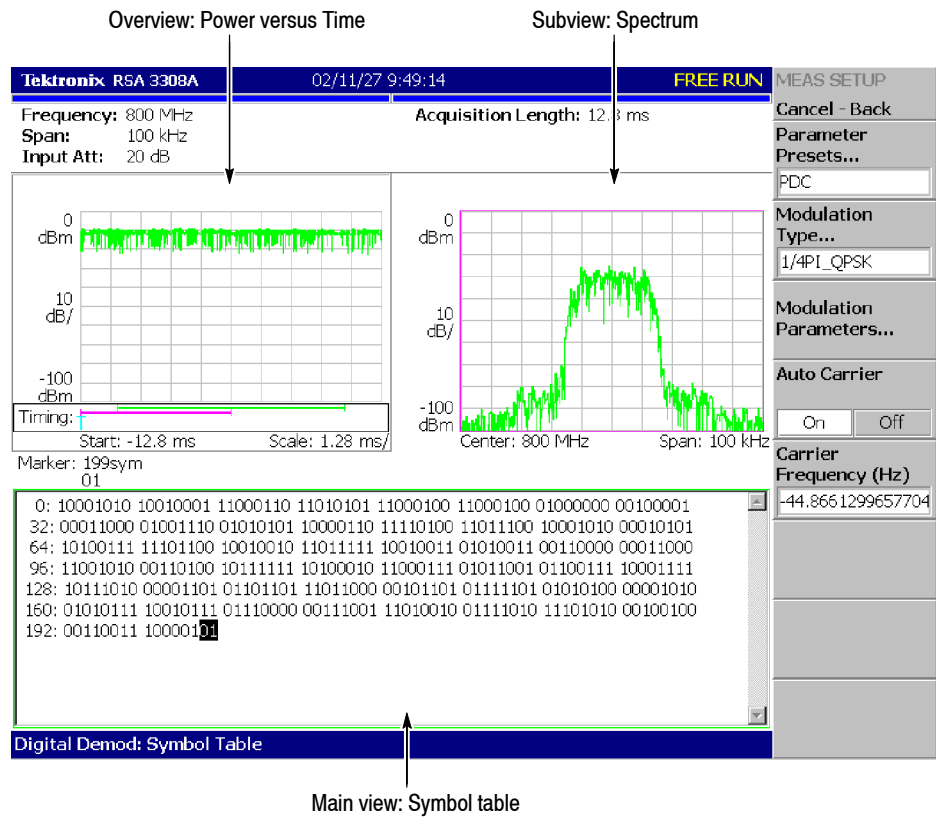 Overview: Power versus Time
Subview: Spectrum
Tektronix RSA 3308A 02/11/27 9:49:14 FREE RUN
Frequency: 800 MHz
Span: 100 kHz
Input Att: 20 dB
Acquisition Length: 12.8 ms
0
dBm
10
dB/
-100
dBm
Timing:
Start: -12.8 ms Scale: 1.28 ms/
0
dBm
10
dB/
-100
dBm
Center: 800 MHz Span: 100 kHz
Marker: 199sym
01
0: 10001010 10010001 11000110 11010101 11000100 11000100 01000000 00100001
32: 00011000 01001110 01010101 10000110 11110100 11011100 10001010 00010101
64: 10100111 11101100 10010010 11011111 10010011 01010011 00110000 00011000
96: 11001010 00110100 10111111 10100010 11000111 01011001 01100111 10001111
128: 10111010 00001101 01101101 11011000 00101101 01111101 01010100 00001010
160: 01010111 10010111 01110000 00111001 11010010 01111010 11101010 00100100
192: 00110011 10000101
Digital Demod: Symbol Table
MEAS SETUP
Cancel - Back
Parameter
Presets...
PDC
Modulation
Type...
1/4PI_QPSK
Modulation
Parameters...
Auto Carrier
On Off
Carrier
Frequency (Hz)
-44.8661299657704
Main view: Symbol table